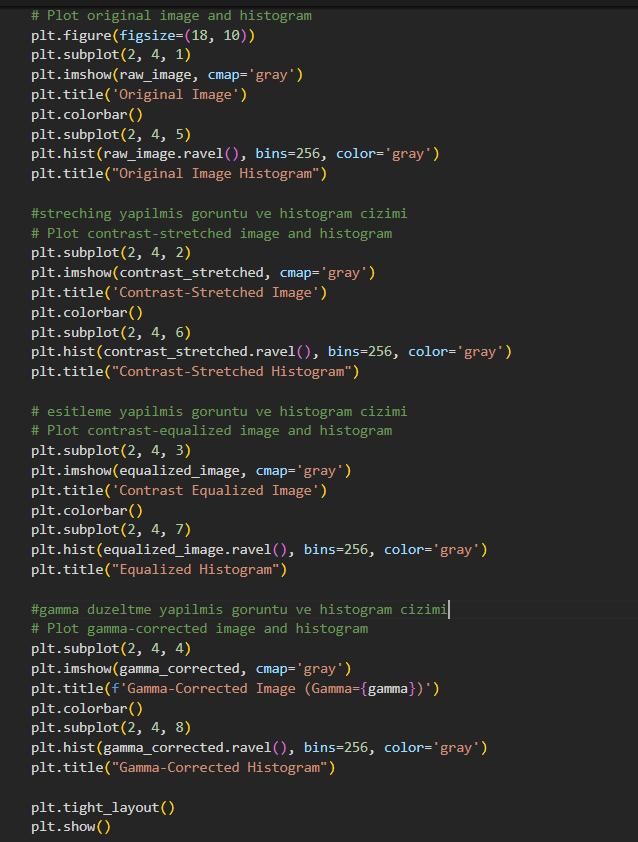 # Plot original image and histogram
plt.figure(figsize=(18, 10))
plt.subplot(2, 4, 1)
plt.imshow(raw_image, cmap='gray')
plt.title('Original Image')
plt.colorbar()
plt.subplot(2, 4, 5)
plt.hist(raw_image.ravel(), bins=256, color='gray')
plt.title("Original Image Histogram")

#streching yapilmis goruntu ve histogram cizimi
# Plot contrast-stretched image and histogram
plt.subplot(2, 4, 2)
plt.imshow(contrast_stretched, cmap='gray')
plt.title('Contrast-Stretched Image')
plt.colorbar()
plt.subplot(2, 4, 6)
plt.hist(contrast_stretched.ravel(), bins=256, color='gray')
plt.title("Contrast-Stretched Histogram")

# esitleme yapilmis goruntu ve histogram cizimi
# Plot contrast-equalized image and histogram
plt.subplot(2, 4, 3)
plt.imshow(equalized_image, cmap='gray')
plt.title('Contrast Equalized Image')
plt.colorbar()
plt.subplot(2, 4, 7)
plt.hist(equalized_image.ravel(), bins=256, color='gray')
plt.title("Equalized Histogram")

#gamma duzeltme yapilmis goruntu ve histogram cizimi
# Plot gamma-corrected image and histogram
plt.subplot(2, 4, 4)
plt.imshow(gamma_corrected, cmap='gray')
plt.title(f'Gamma-Corrected Image (Gamma={gamma})')
plt.colorbar()
plt.subplot(2, 4, 8)
plt.hist(gamma_corrected.ravel(), bins=256, color='gray')
plt.title("Gamma-Corrected Histogram")

plt.tight_layout()
plt.show()